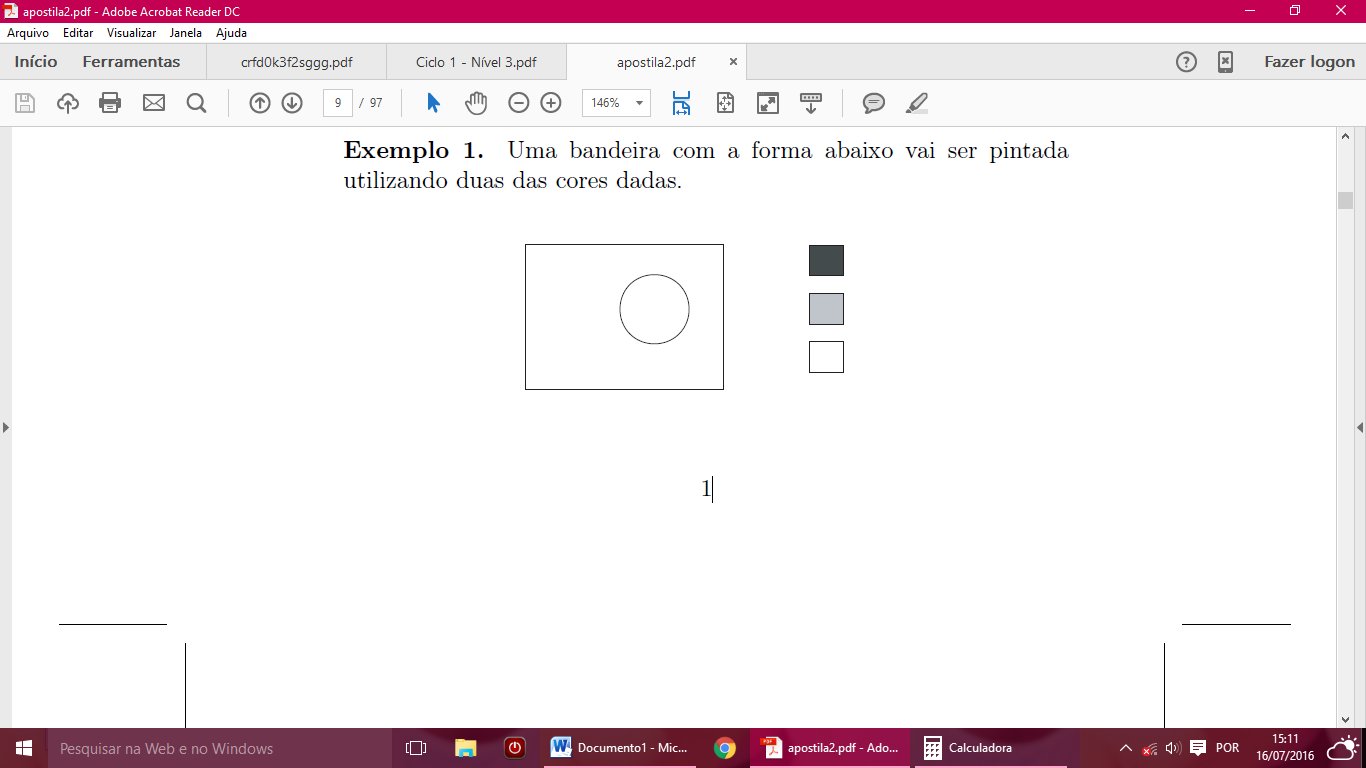 apostila2.pdf - Adobe Acrobat Reader DC
Arquivo Editar Visualizar Janela Ajuda
Início Ferramentas crfd0k3f2sggg.pdf Ciclo 1 - Nível 3.pdf apostila2.pdf × Fazer logon
9 / 97 146%
Exemplo 1. Uma bandeira com a forma abaixo vai ser pintada
utilizando duas das cores dadas.
1
Pesquisar na Web e no Windows Documento1 - Mic... apostila2.pdf - Ado... Calculadora POR 15:11
16/07/2016